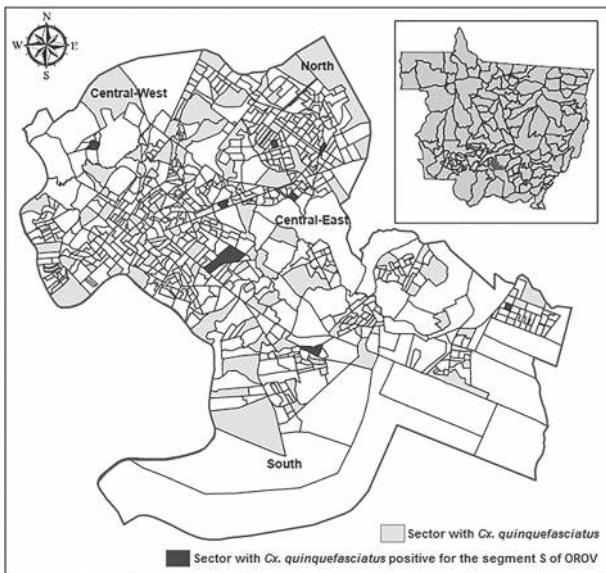 N
W E
S
North
Central-West
Central-East
South
Sector with Cx. quinquefasciatus
Sector with Cx. quinquefasciatus positive for the segment S of OROV